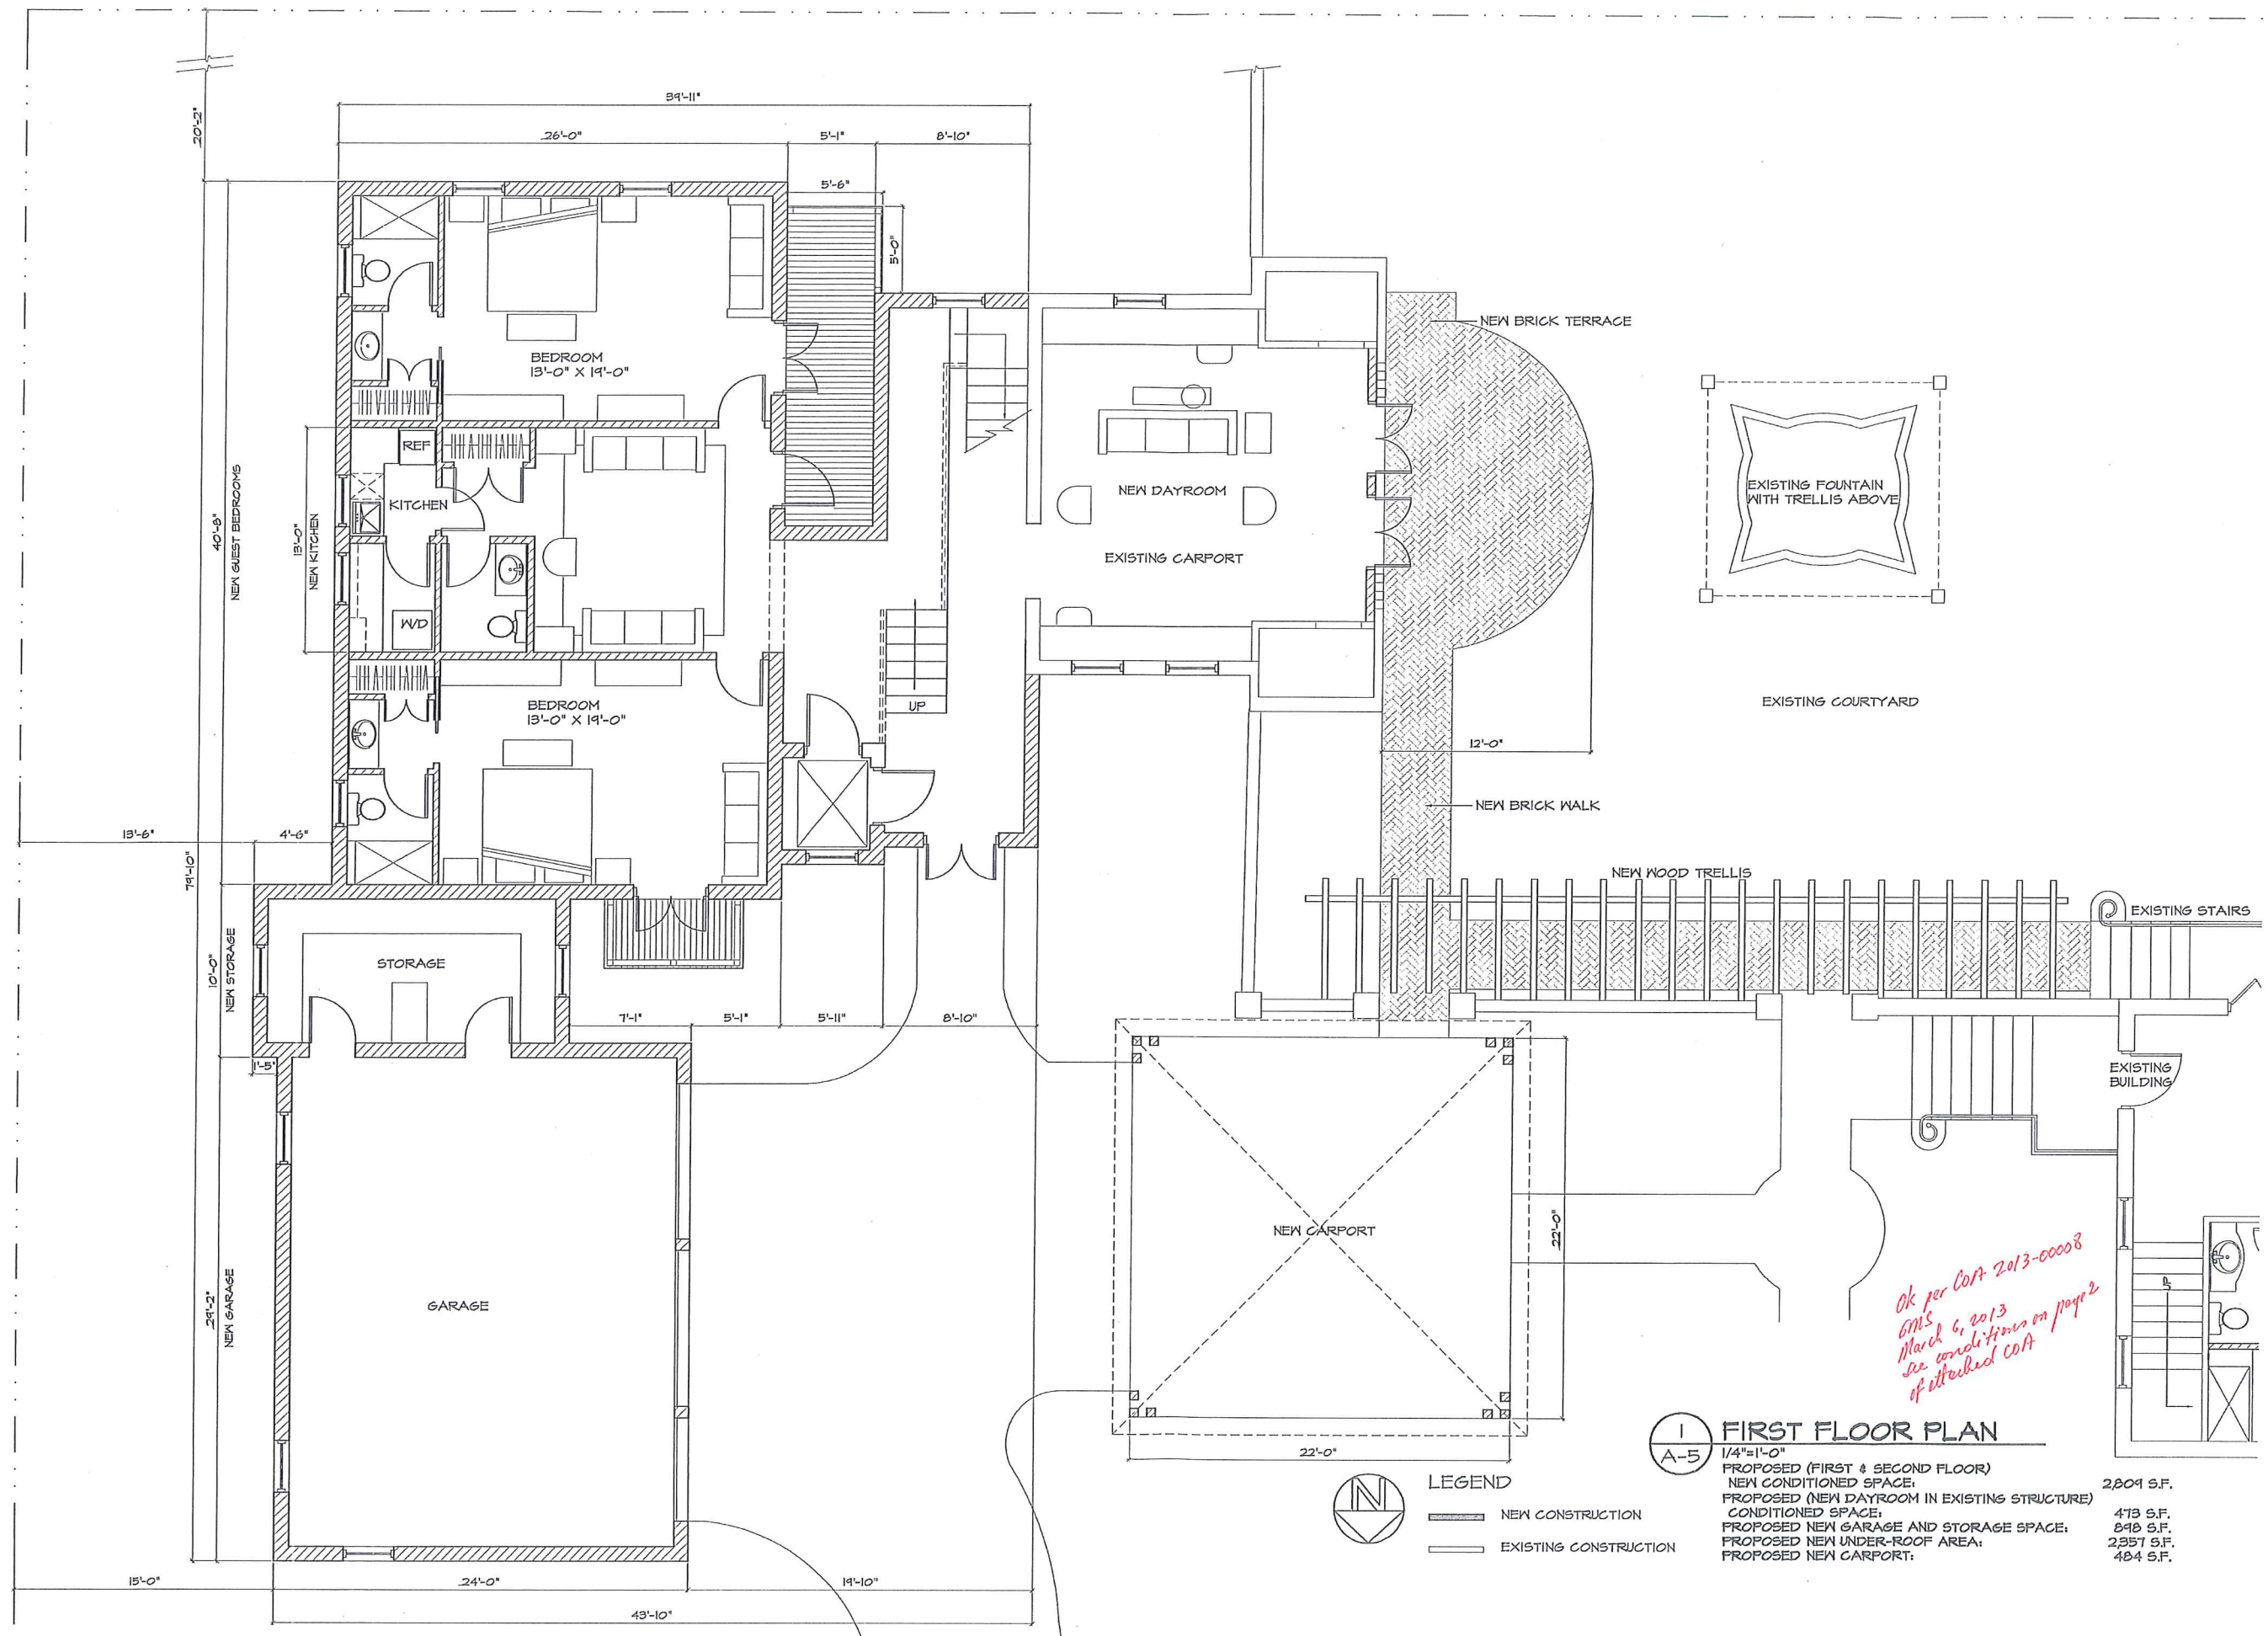 39'-11"
26'-0"
5'-1"
8'-10"
20'-2"
5'-6"
5'-0"
NEW BRICK TERRACE
BEDROOM
13'-0" X 19'-0"
REF
KITCHEN
NEW DAYROOM
EXISTING CARPORT
EXISTING FOUNTAIN
WITH TRELLIS ABOVE
40'-8"
NEW GUEST BEDROOMS
13'-0"
NEW KITCHEN
W/D
BEDROOM
13'-0" X 19'-0"
UP
EXISTING COURTYARD
12'-0"
NEW BRICK WALK
13'-6"
4'-6"
79'-10"
NEW WOOD TRELLIS
EXISTING STAIRS
STORAGE
10'-0"
NEW STORAGE
7'-1"
5'-1"
5'-11"
8'-10"
1'-5"
EXISTING
BUILDING
NEW CARPORT
22'-0"
GARAGE
29'-2"
NEW GARAGE
UP
Ok per COA 2013-00008
GMS
March 6, 2013
see conditions on page 2
of attached COA
22'-0"
15'-0"
24'-0"
19'-10"
43'-10"
N
LEGEND
NEW CONSTRUCTION
EXISTING CONSTRUCTION
1
A-5
FIRST FLOOR PLAN
1/4"=1'-0"
PROPOSED (FIRST & SECOND FLOOR)
NEW CONDITIONED SPACE: 2,809 S.F.
PROPOSED (NEW DAYROOM IN EXISTING STRUCTURE)
CONDITIONED SPACE: 473 S.F.
PROPOSED NEW GARAGE AND STORAGE SPACE: 898 S.F.
PROPOSED NEW UNDER-ROOF AREA: 2,357 S.F.
PROPOSED NEW CARPORT: 484 S.F.